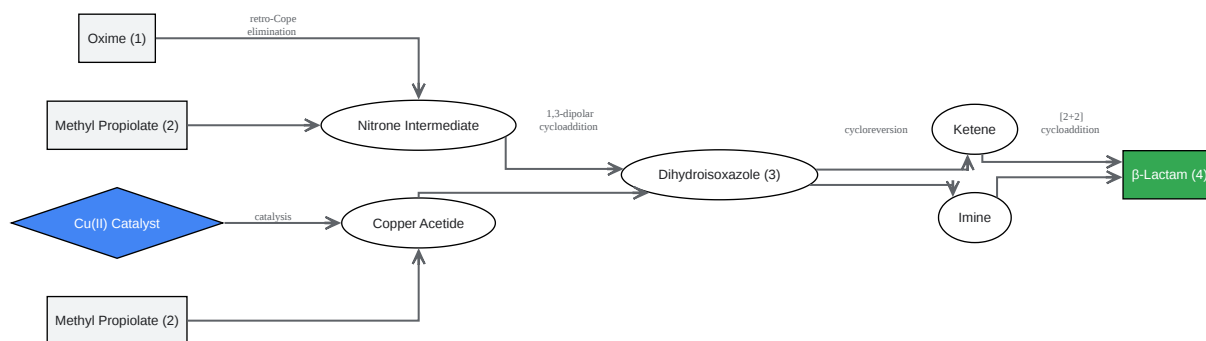 retro-Cope
elimination
Oxime (1)
Methyl Propiolate (2)
Nitrone Intermediate
1,3-dipolar
cycloaddition
cycloreversion
Ketene
[2+2]
cycloaddition
Dihydroisoxazole (3)
β-Lactam (4)
Cu(II) Catalyst
catalysis
Copper Acetide
Imine
Methyl Propiolate (2)